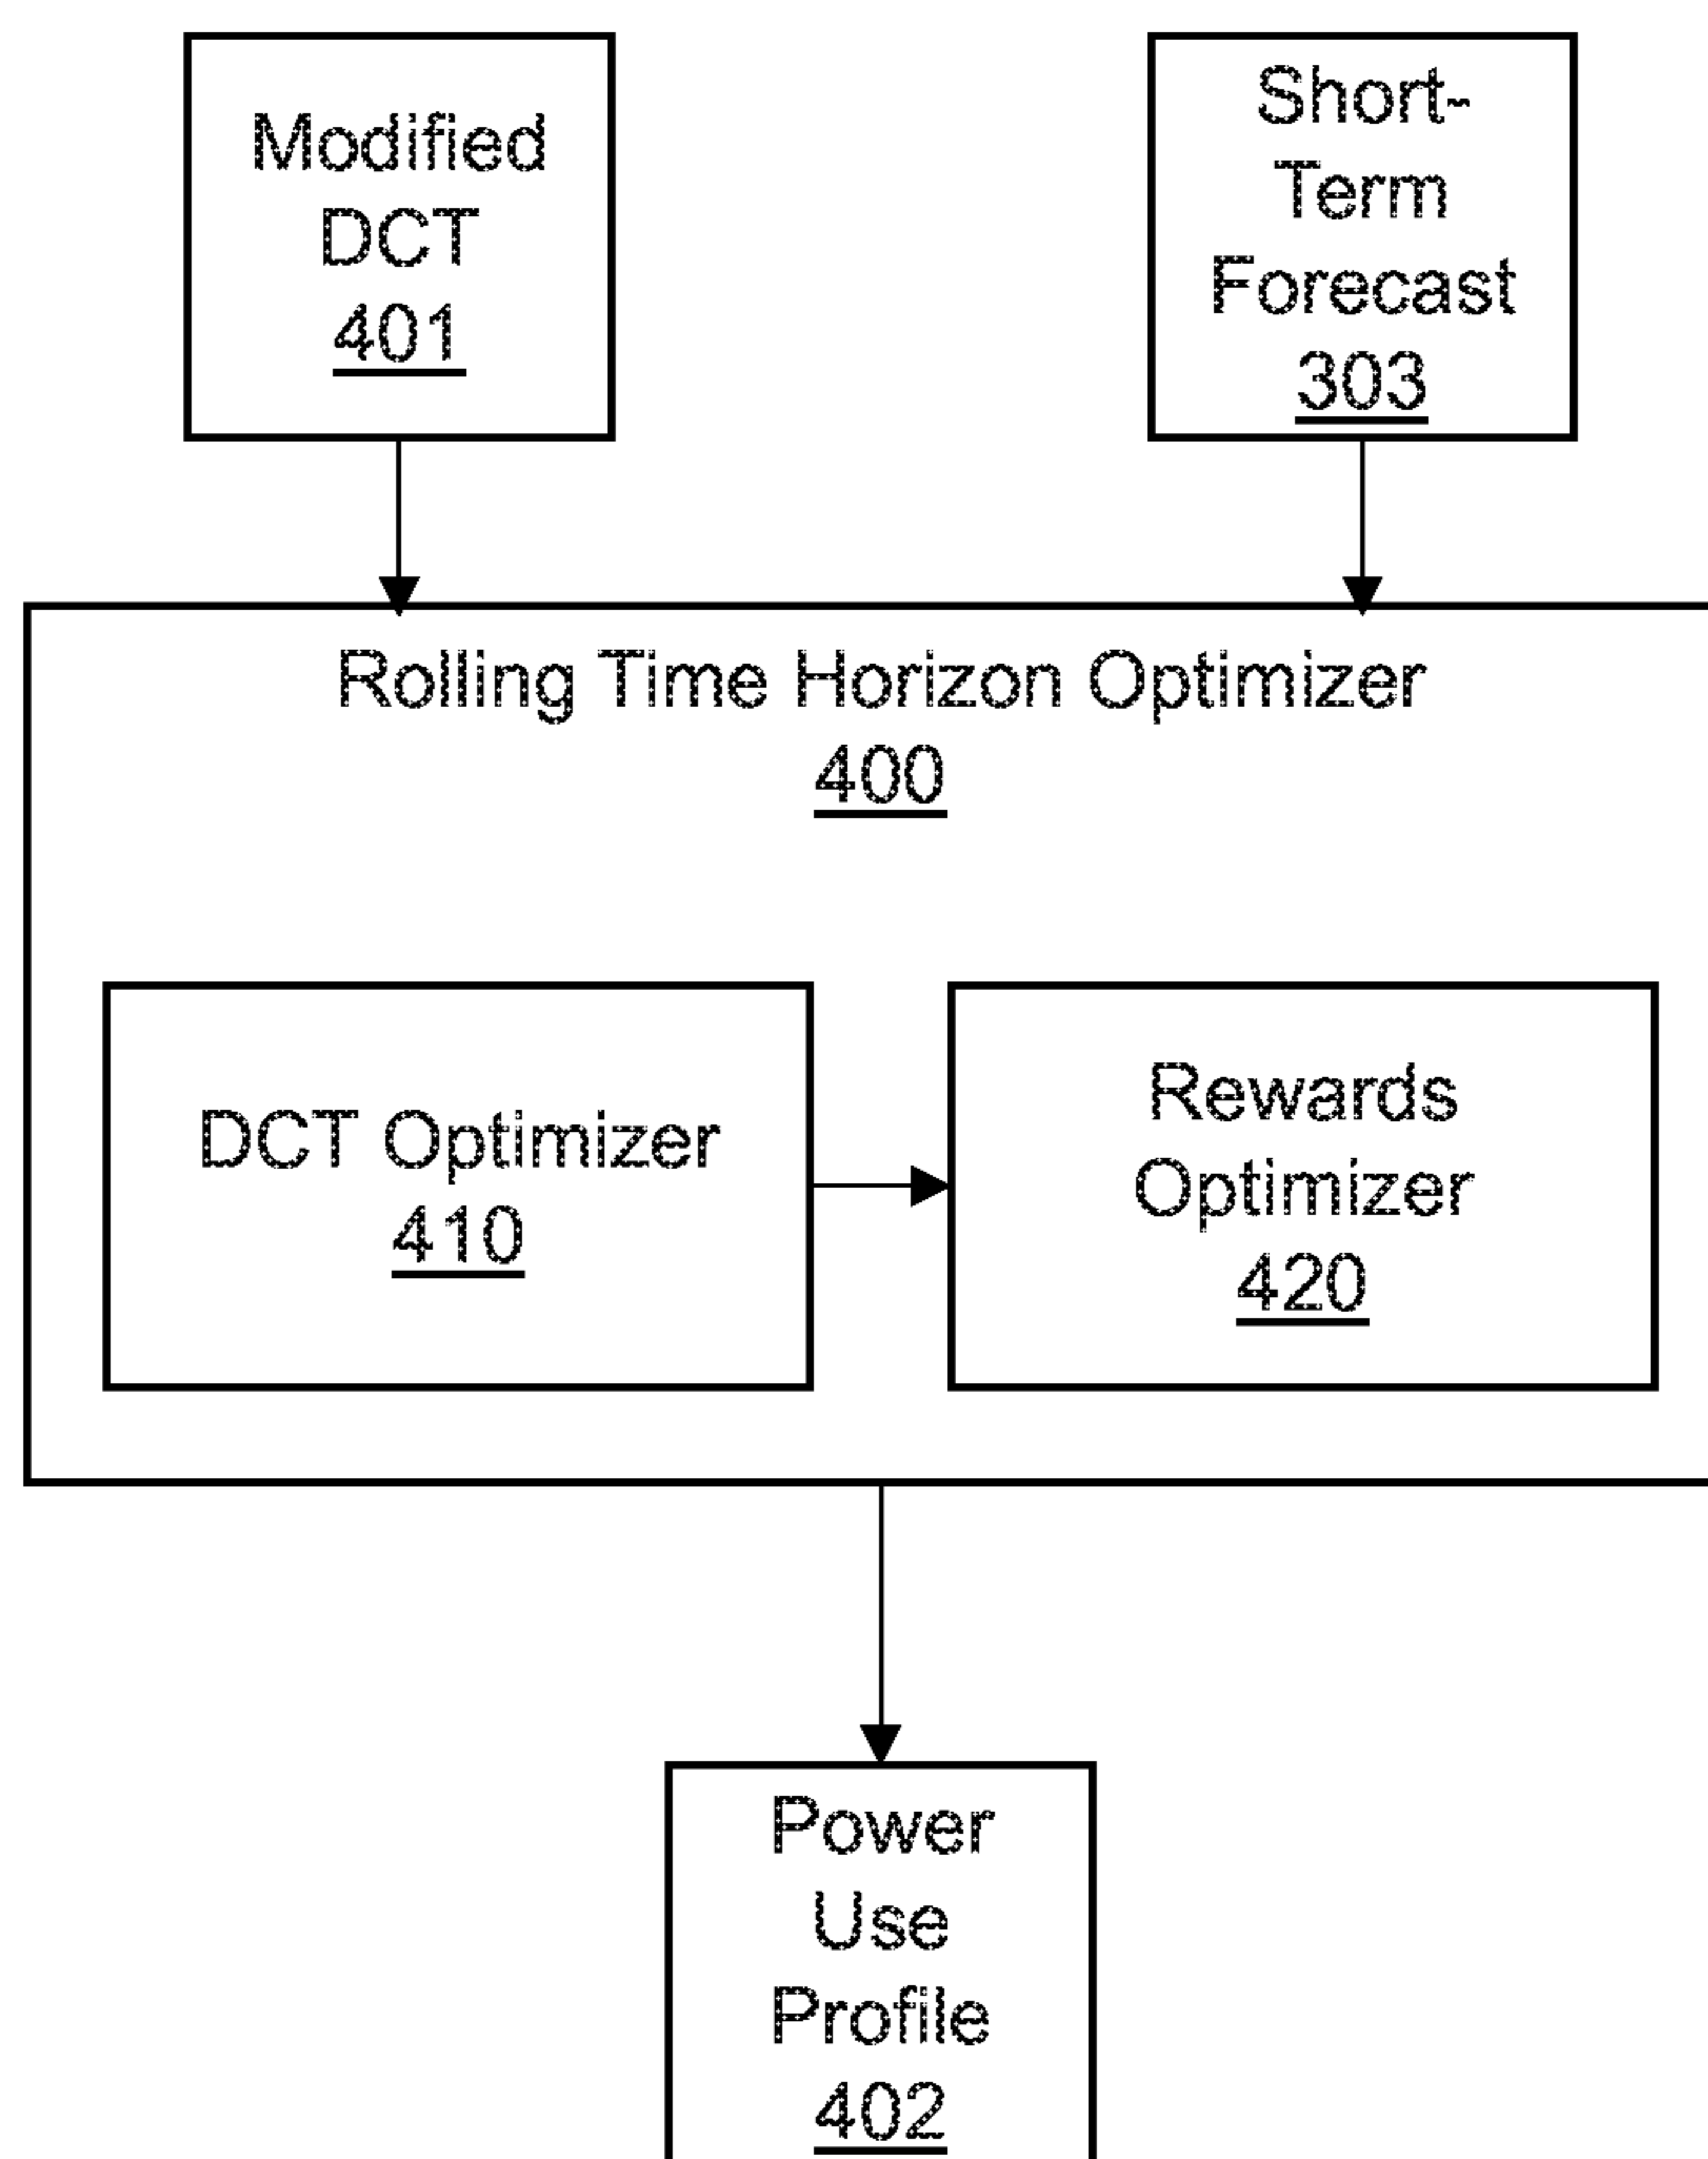 Modified
DCT
401
Short-
Term
Forecast
303
Rolling Time Horizon Optimizer
400
DCT Optimizer
410
Rewards
Optimizer
420
Power
Use
Profile
402